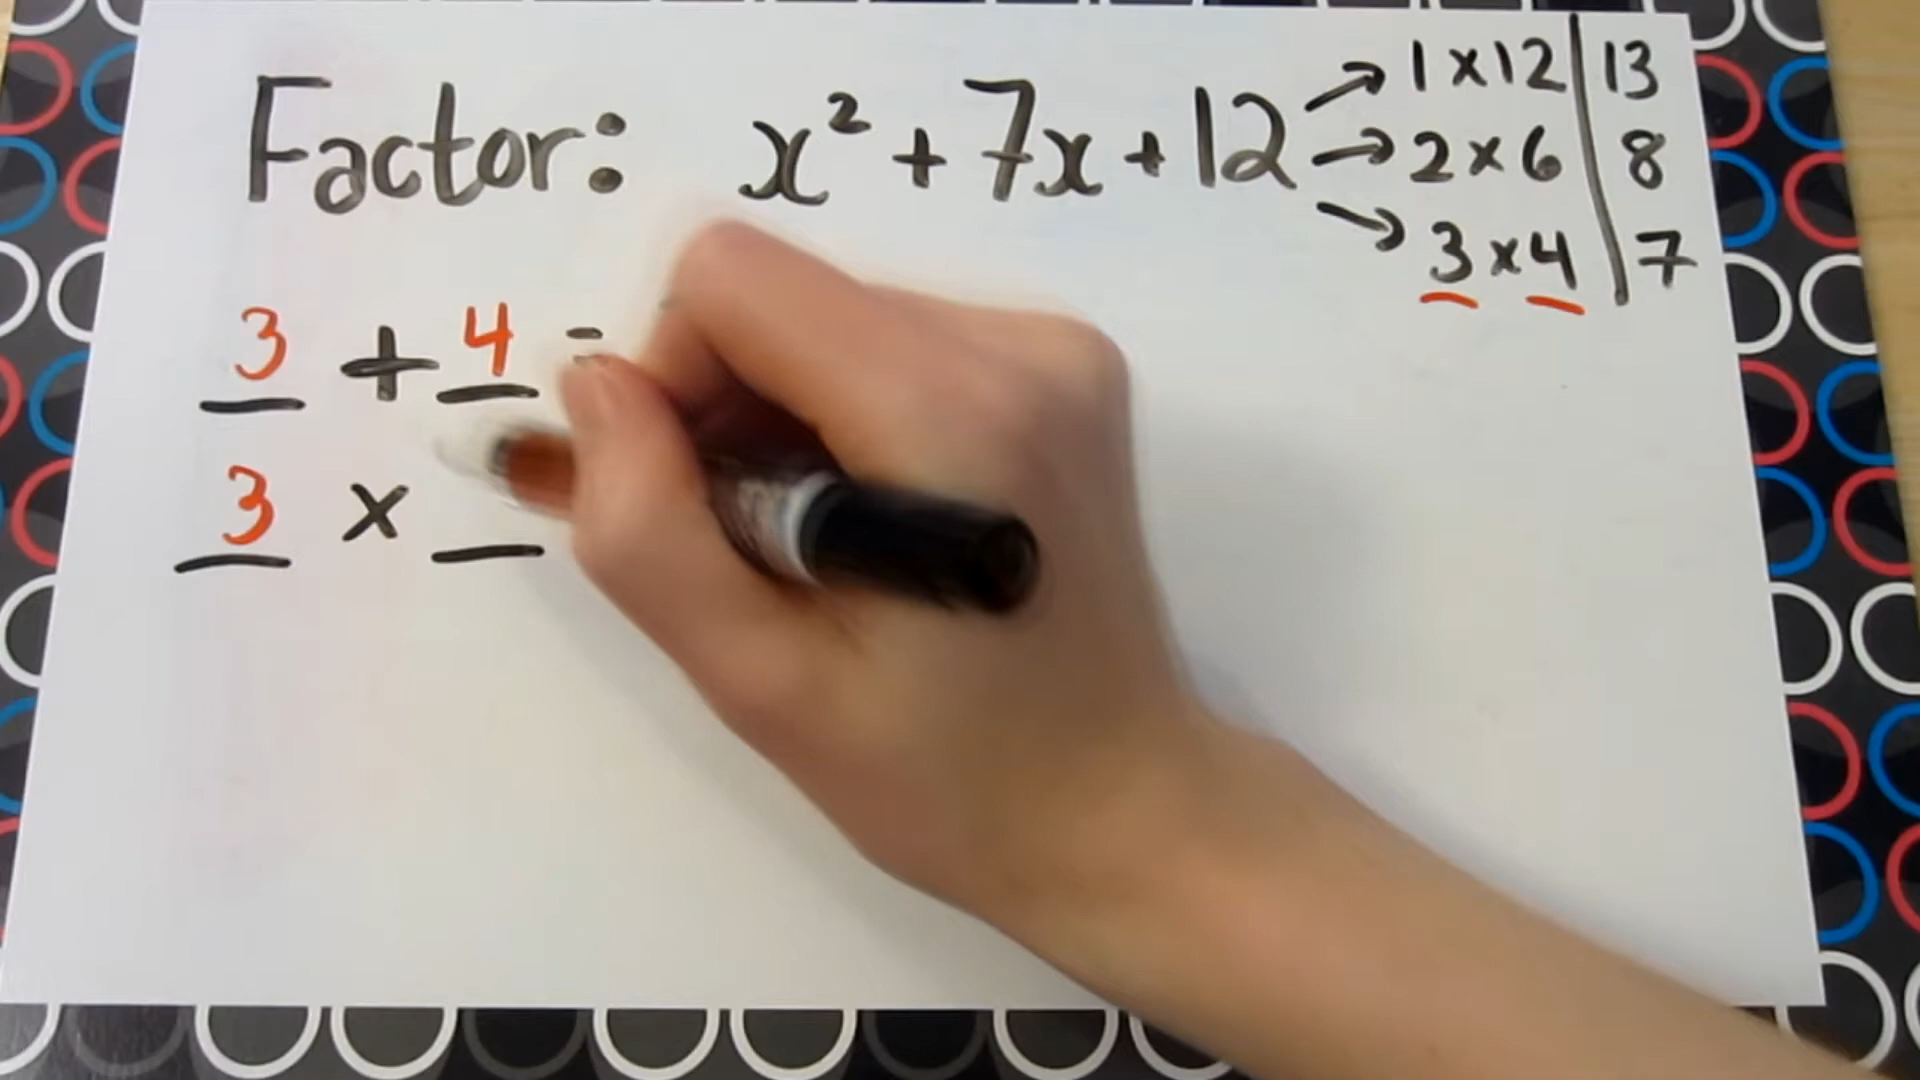 Factor: x² + 7x + 12 → 1 x 12 | 13
→ 2 x 6 | 8
→ 3 x 4 | 7
3 + 4 =
3 x